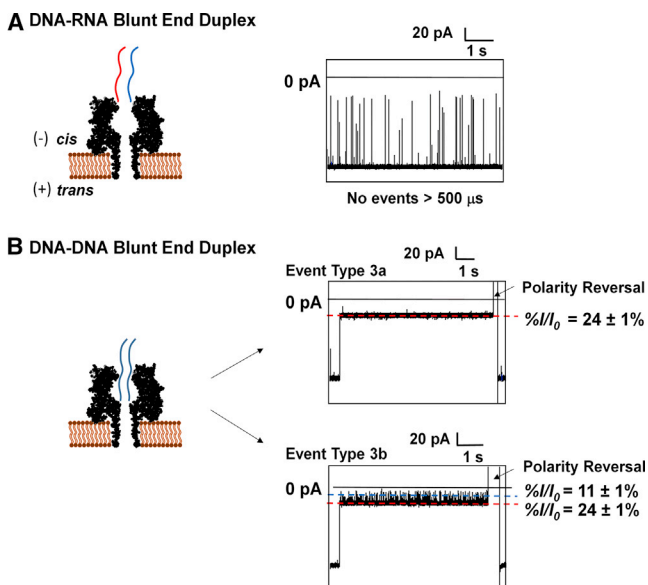 A DNA-RNA Blunt End Duplex
20 pA
1 s
0 pA
(-) cis
(+) trans
No events > 500 µs
B DNA-DNA Blunt End Duplex
20 pA
1 s
Event Type 3a
Polarity Reversal
0 pA
%I/I0 = 24 ± 1%
20 pA
1 s
Event Type 3b
Polarity Reversal
0 pA
%I/I0 = 11 ± 1%
%I/I0 = 24 ± 1%